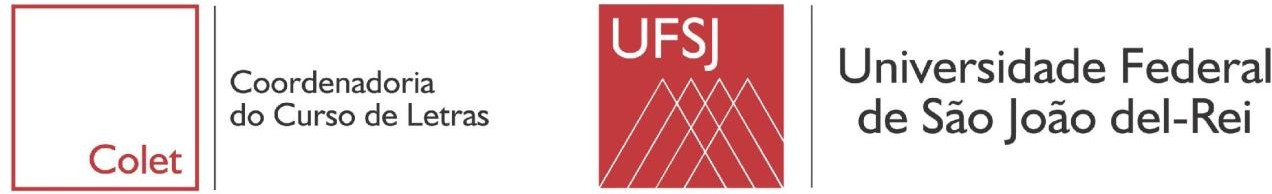 Colet
Coordenadoria
do Curso de Letras
UFSJ
Universidade Federal
de São João del-Rei